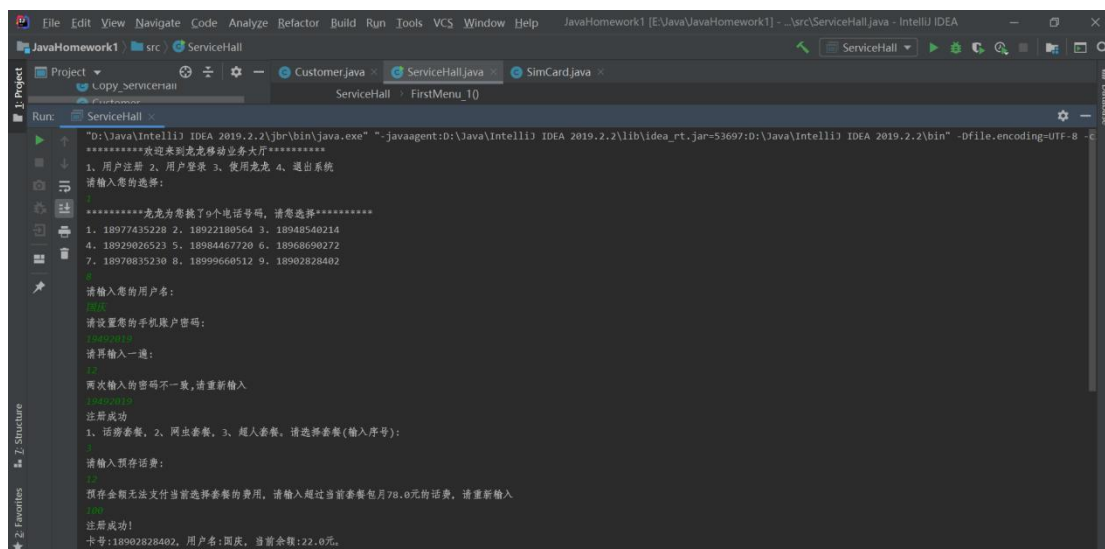 File Edit View Navigate Code Analyze Refactor Build Run Tools VCS Window Help JavaHomework1 [E:\Java\JavaHomework1] - ...\src\ServiceHall.java - IntelliJ IDEA
JavaHomework1 src ServiceHall ServiceHall
1: Project Project Customer.java ServiceHall.java SimCard.java
Copy_ServiceHall
Customer ServiceHall FirstMenu_1()
Run: ServiceHall
"D:\Java\IntelliJ IDEA 2019.2.2\jbr\bin\java.exe" "-javaagent:D:\Java\IntelliJ IDEA 2019.2.2\lib\idea_rt.jar=53697:D:\Java\IntelliJ IDEA 2019.2.2\bin" -Dfile.encoding=UTF-8 -c
**********欢迎来到龙龙移动业务大厅**********
1、用户注册 2、用户登录 3、使用龙龙 4、退出系统
请输入您的选择:
1
**********龙龙为您挑了9个电话号码, 请您选择**********
1. 18977435228 2. 18922180564 3. 18948540214
4. 18929026523 5. 18984467720 6. 18968690272
7. 18970835230 8. 18999660512 9. 18902828402
请输入您的用户名:
国庆
请设置您的手机账户密码:
19492019
请再输入一遍:
12
两次输入的密码不一致,请重新输入
19492019
注册成功
1、话痨套餐, 2、网虫套餐, 3、超人套餐。请选择套餐(输入序号):
3
请输入预存话费:
12
预存金额无法支付当前选择套餐的费用, 请输入超过当前套餐包月78.0元的话费, 请重新输入
100
注册成功!
卡号:18902828402, 用户名:国庆, 当前余额:22.0元。
7: Structure
2: Favorites